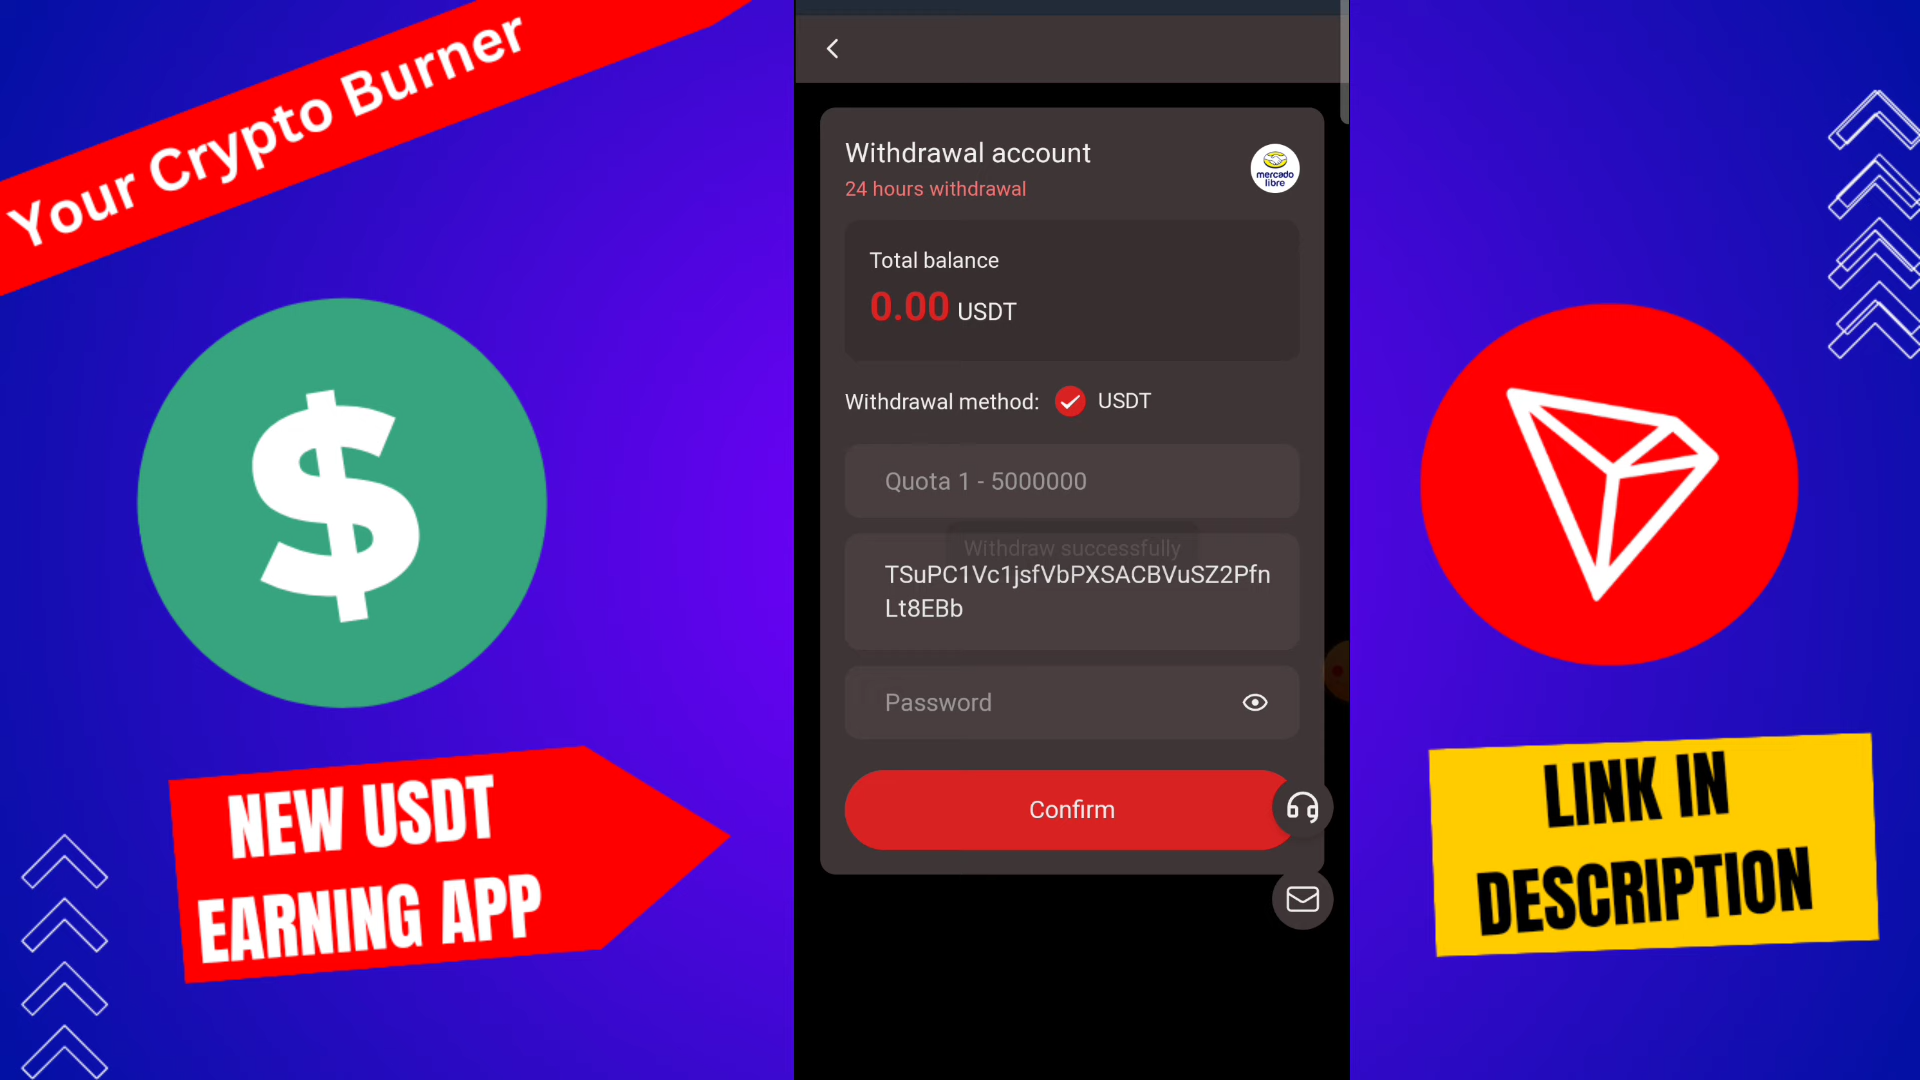 Your Crypto Burner
Withdrawal account
24 hours withdrawal
mercado
libre
Total balance
0.00 USDT
Withdrawal method: USDT
Quota 1 - 5000000
Withdraw successfully
TSuPC1Vc1jsfVbPXSACBVuSZ2Pfn
Lt8EBb
Password
Confirm
NEW USDT
EARNING APP
LINK IN
DESCRIPTION